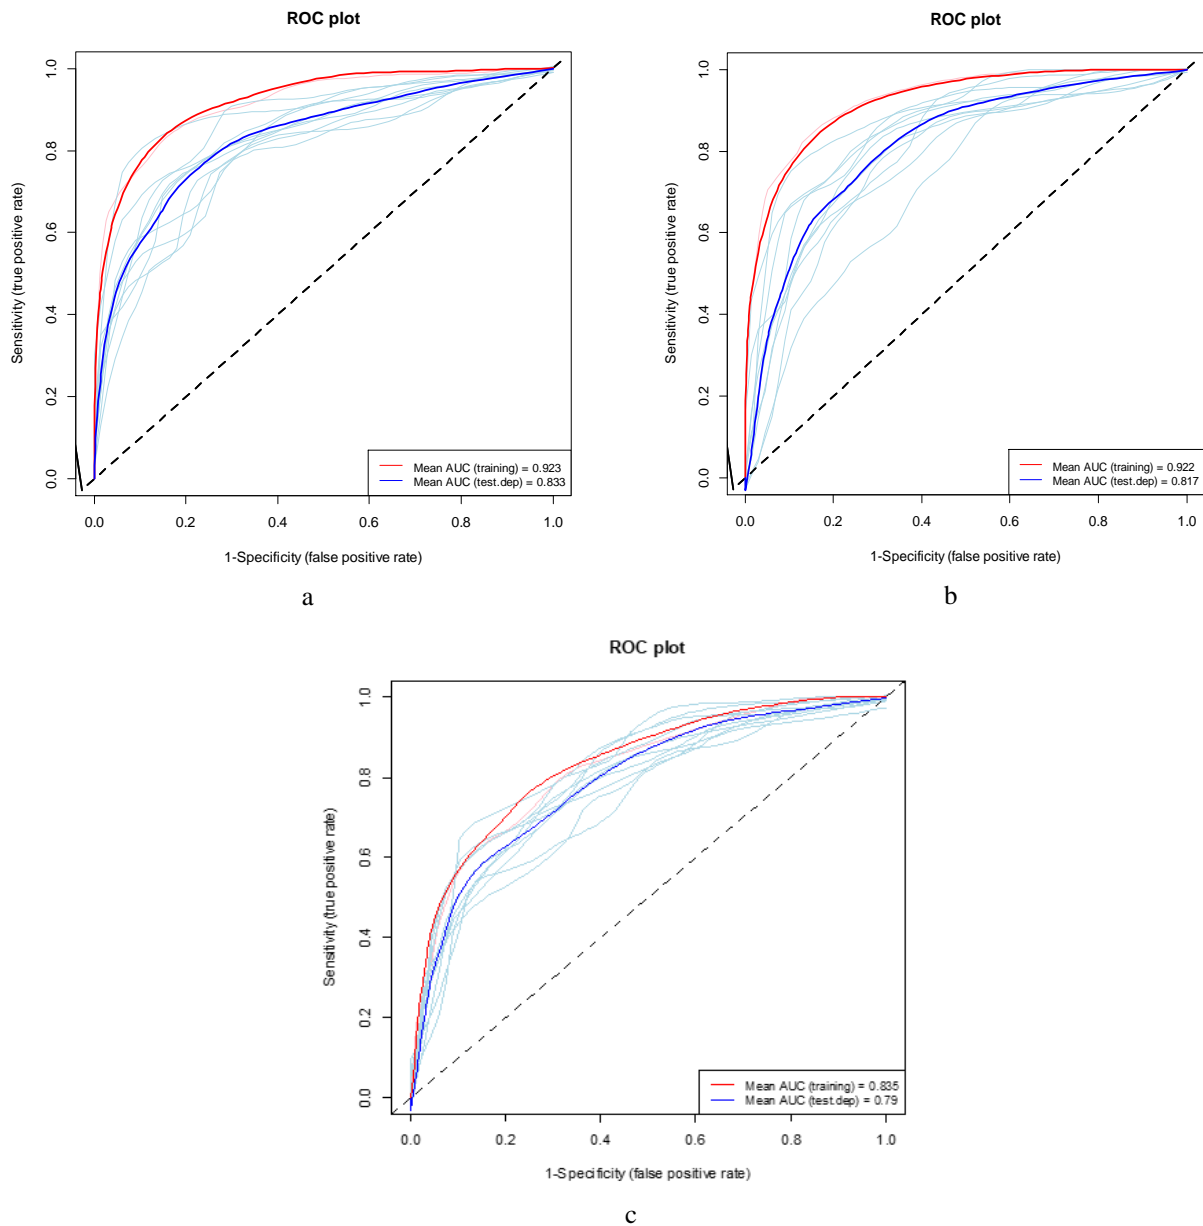 ROC plot
Sensitivity (true positive rate)
1.0
0.8
0.6
0.4
0.2
0.0
Mean AUC (training) = 0.923
Mean AUC (test.dep) = 0.833
0.0 0.2 0.4 0.6 0.8 1.0
1-Specificity (false positive rate)
a
ROC plot
Sensitivity (true positive rate)
1.0
0.8
0.6
0.4
0.2
0.0
Mean AUC (training) = 0.922
Mean AUC (test.dep) = 0.817
0.0 0.2 0.4 0.6 0.8 1.0
1-Specificity (false positive rate)
b
ROC plot
Sensitivity (true positive rate)
1.0
0.8
0.6
0.4
0.2
0.0
Mean AUC (training) = 0.835
Mean AUC (test.dep) = 0.79
0.0 0.2 0.4 0.6 0.8 1.0
1-Specificity (false positive rate)
c